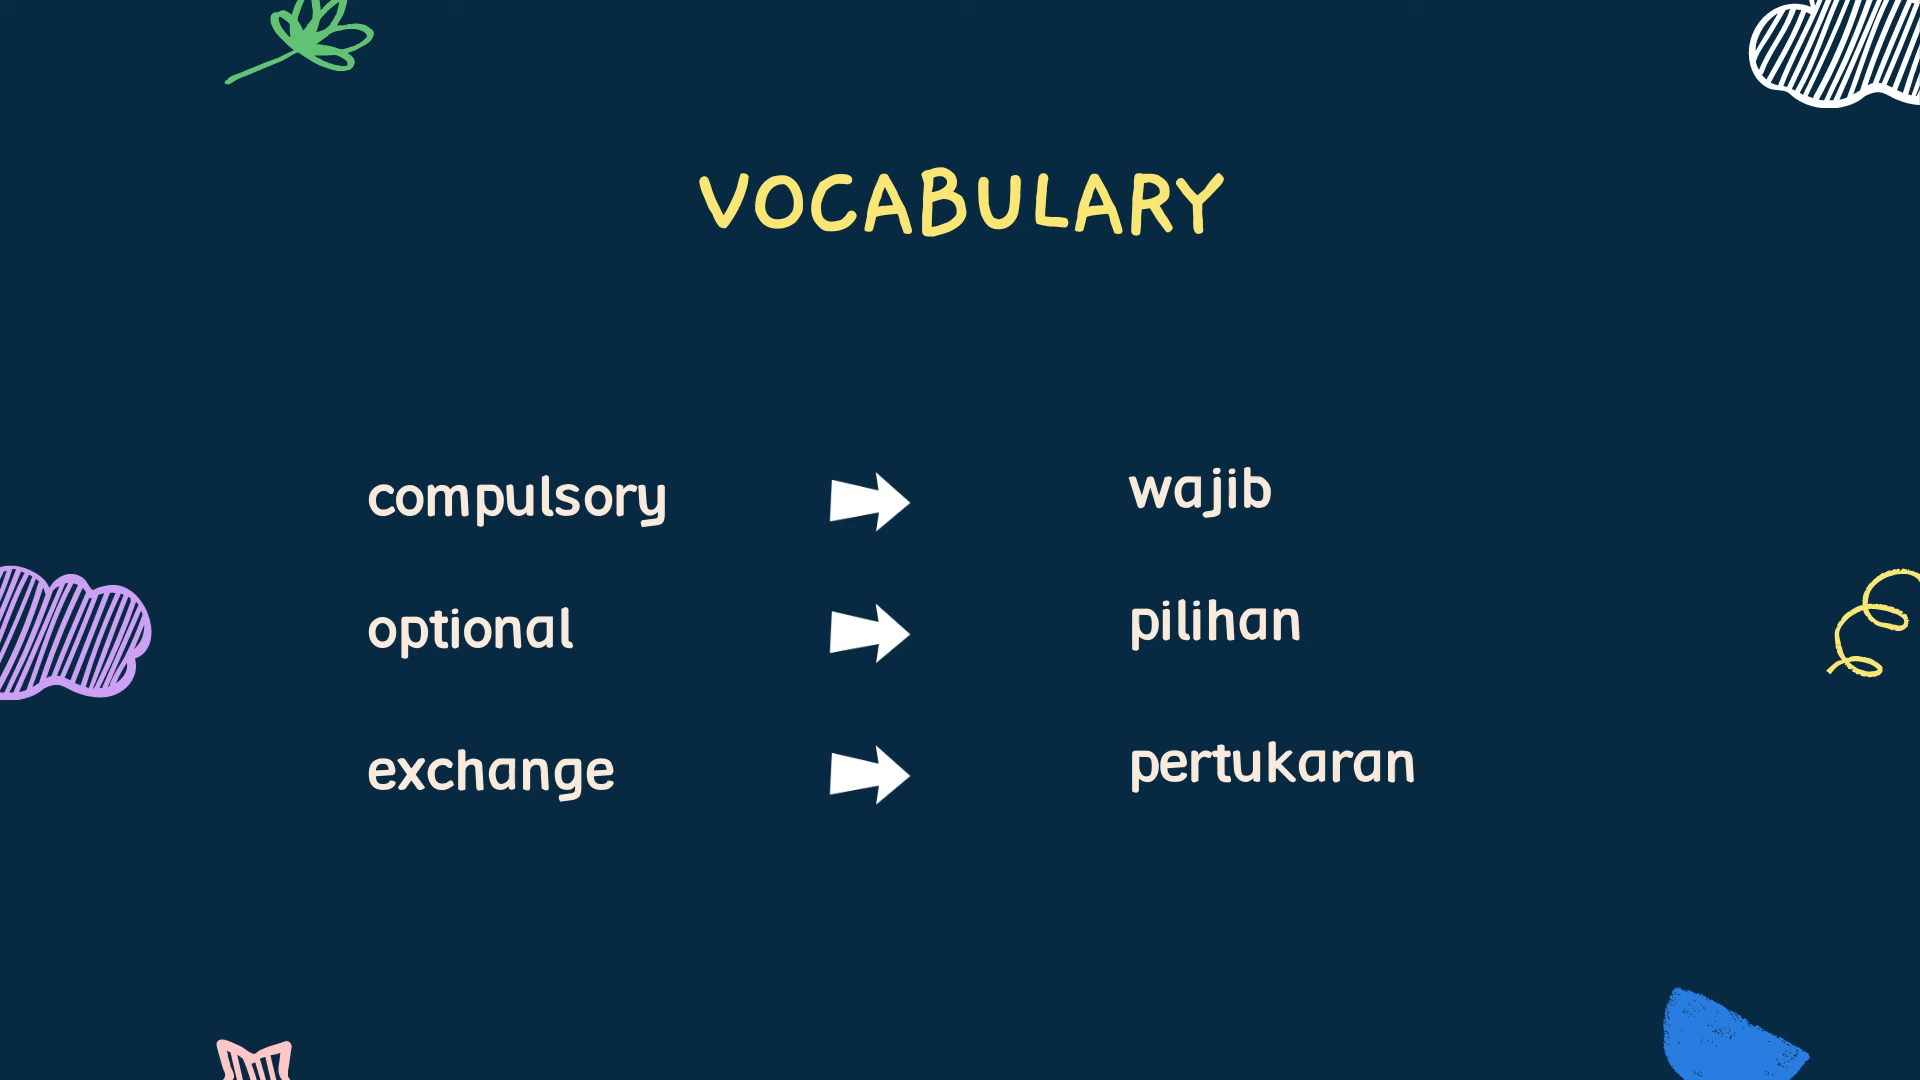 VOCABULARY
compulsory wajib
optional pilihan
exchange pertukaran